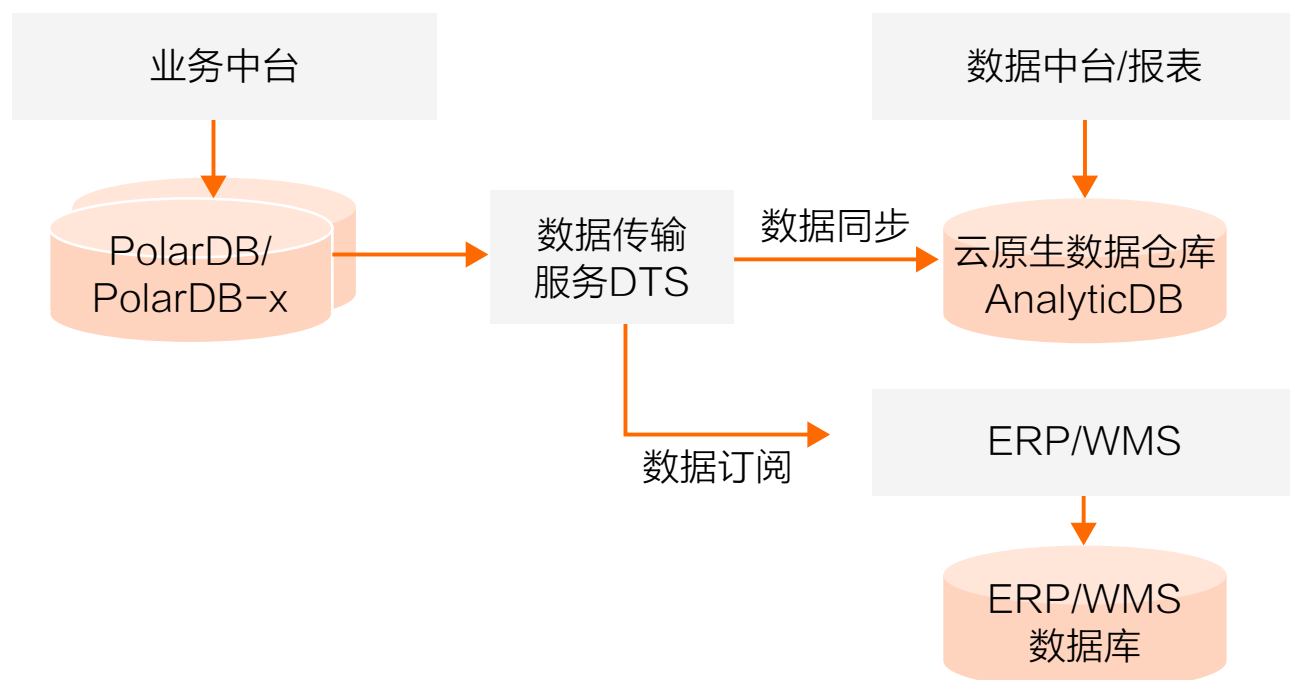 业务中台
数据中台/报表
PolarDB/
PolarDB-x
数据传输
服务DTS
数据同步
云原生数据仓库
AnalyticDB
数据订阅
ERP/WMS
ERP/WMS
数据库